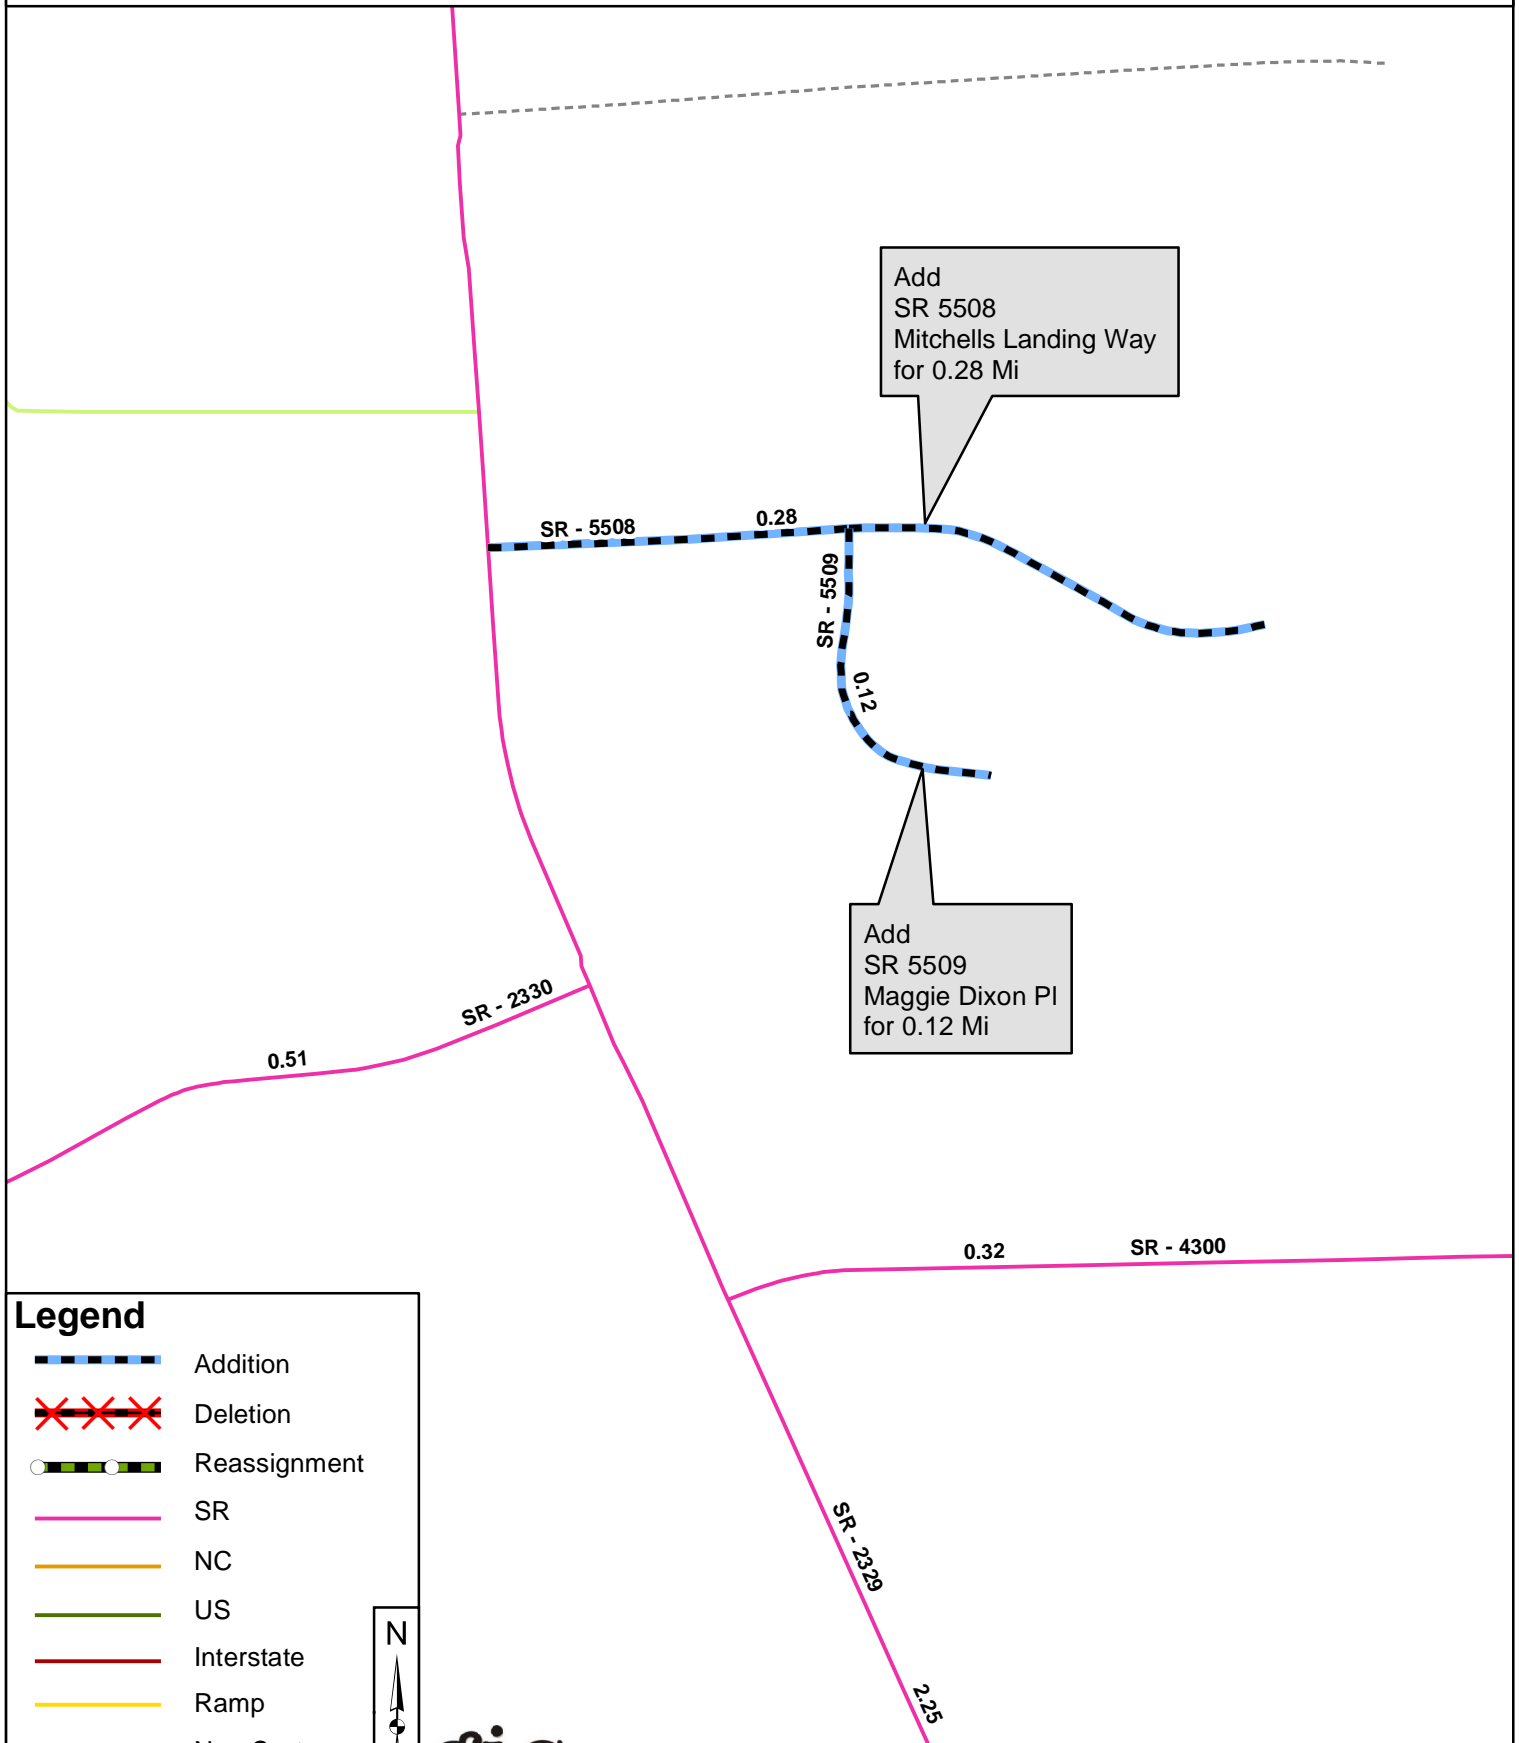 Add
SR 5508
Mitchells Landing Way
for 0.28 Mi
SR - 5508
0.28
SR - 5509
0.12
Add
SR 5509
Maggie Dixon Pl
for 0.12 Mi
SR - 2330
0.51
0.32
SR - 4300
SR - 2329
2.25
Legend
Addition
Deletion
Reassignment
SR
NC
US
Interstate
Ramp
N